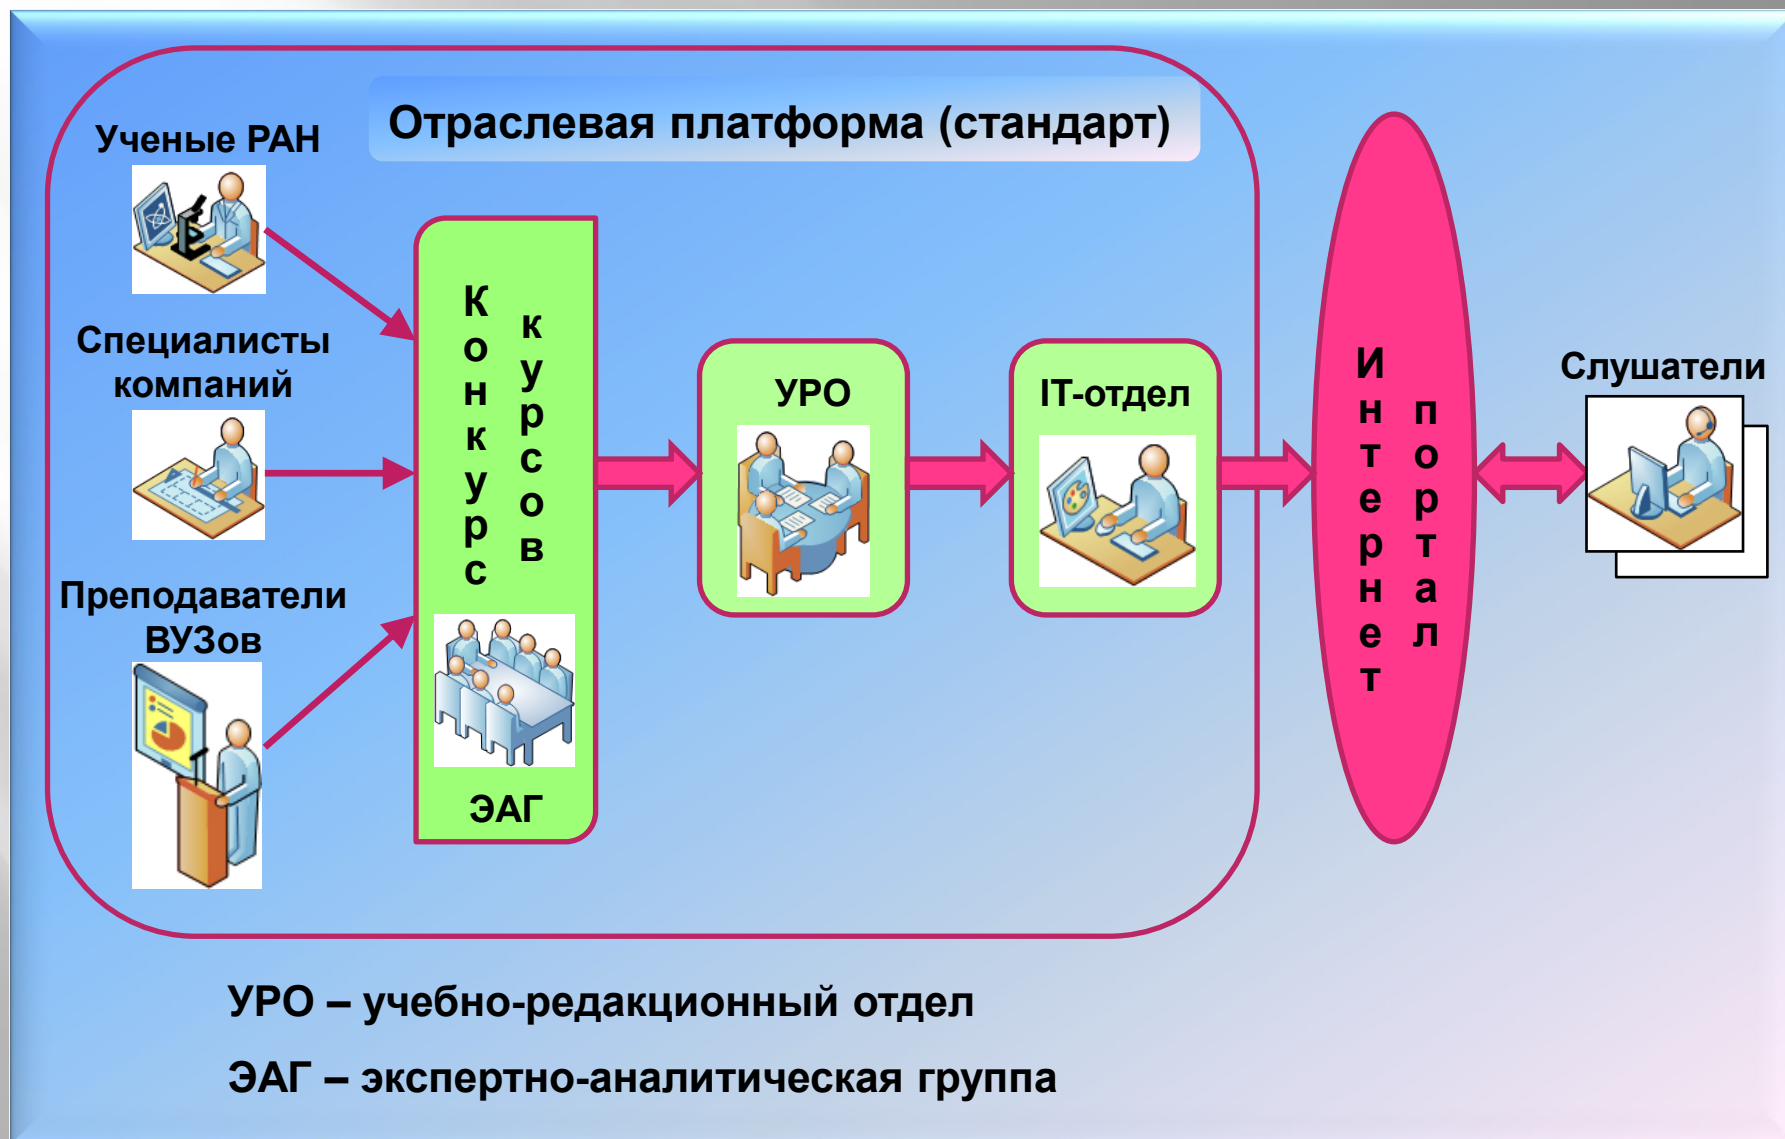 Отраслевая платформа (стандарт)
Ученые РАН
Специалисты
компаний
Преподаватели
ВУЗов
Конкурс
курсов
ЭАГ
УРО
IT-отдел
Интернет
портал
Слушатели
УРО – учебно-редакционный отдел
ЭАГ – экспертно-аналитическая группа